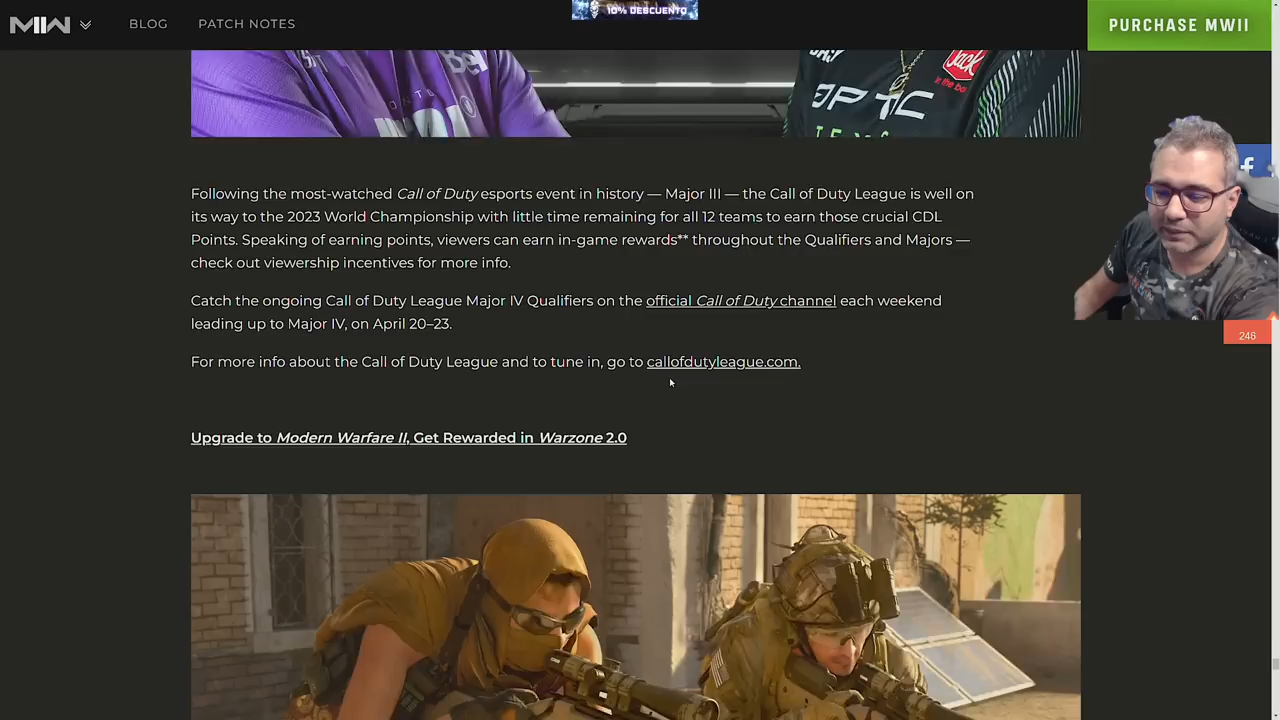 10% DESCUENTO
MW BLOG PATCH NOTES PURCHASE MWII
Jack
in the box
OPTIC
TEX
Following the most-watched Call of Duty esports event in history — Major III — the Call of Duty League is well on
its way to the 2023 World Championship with little time remaining for all 12 teams to earn those crucial CDL
Points. Speaking of earning points, viewers can earn in-game rewards** throughout the Qualifiers and Majors —
check out viewership incentives for more info.
Catch the ongoing Call of Duty League Major IV Qualifiers on the official Call of Duty channel each weekend
leading up to Major IV, on April 20–23.
For more info about the Call of Duty League and to tune in, go to callofdutyleague.com.
246
Upgrade to Modern Warfare II, Get Rewarded in Warzone 2.0